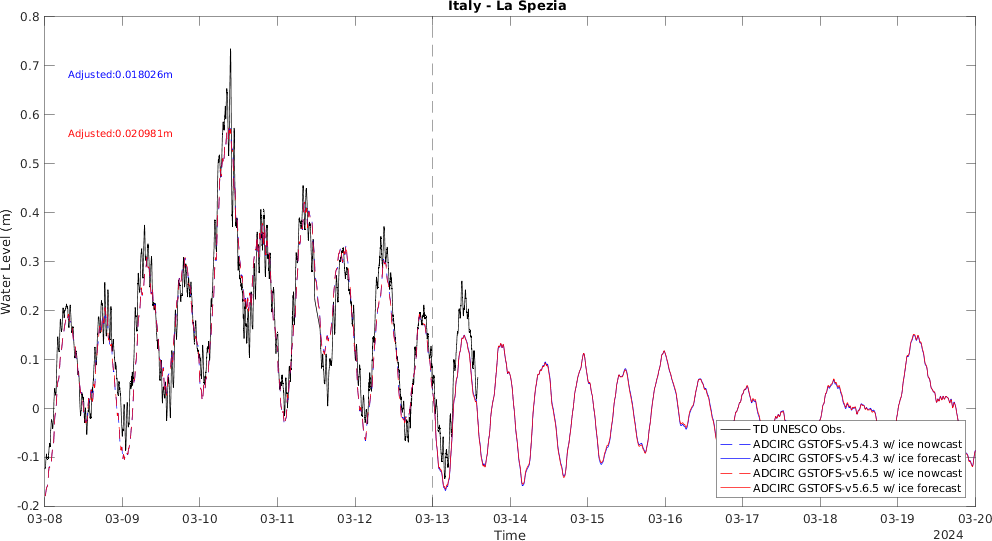 Italy - La Spezia
0.8
0.7
0.6
0.5
0.4
0.3
0.2
0.1
0
-0.1
-0.2
Water Level (m)
Adjusted:0.018026m
Adjusted:0.020981m
TD UNESCO Obs.
ADCIRC GSTOFS-v5.4.3 w/ ice nowcast
ADCIRC GSTOFS-v5.4.3 w/ ice forecast
ADCIRC GSTOFS-v5.6.5 w/ ice nowcast
ADCIRC GSTOFS-v5.6.5 w/ ice forecast
03-08 03-09 03-10 03-11 03-12 03-13 03-14 03-15 03-16 03-17 03-18 03-19 03-20
Time
2024